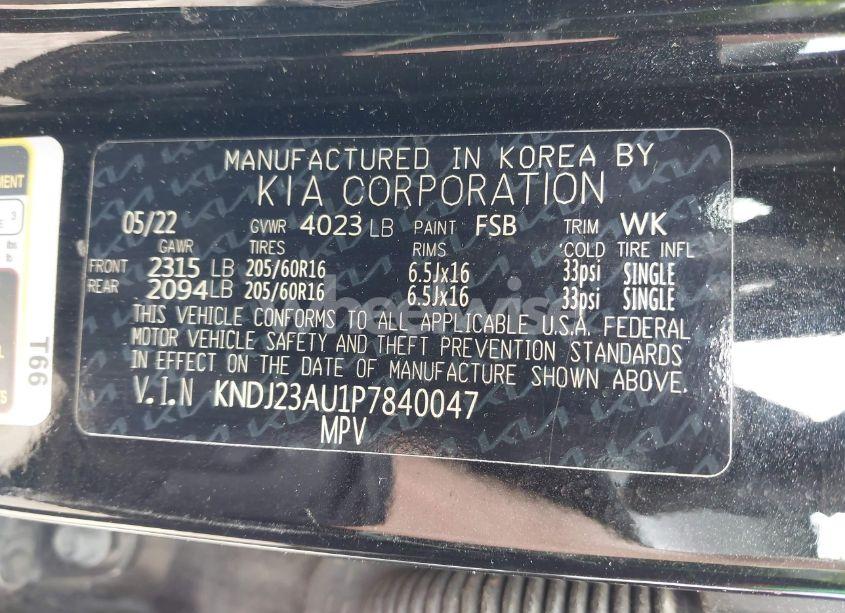 MANUFACTURED IN KOREA BY
KIA CORPORATION
05/22 GVWR 4023 LB PAINT FSB TRIM WK
GAWR TIRES RIMS COLD TIRE INFL
FRONT 2315 LB 205/60R16 6.5Jx16 33psi SINGLE
REAR 2094 LB 205/60R16 6.5Jx16 33psi SINGLE
THIS VEHICLE CONFORMS TO ALL APPLICABLE U.S.A. FEDERAL
MOTOR VEHICLE SAFETY AND THEFT PREVENTION STANDARDS
IN EFFECT ON THE DATE OF MANUFACTURE SHOWN ABOVE.
V.I.N KNDJ23AU1P7840047
MPV
T66